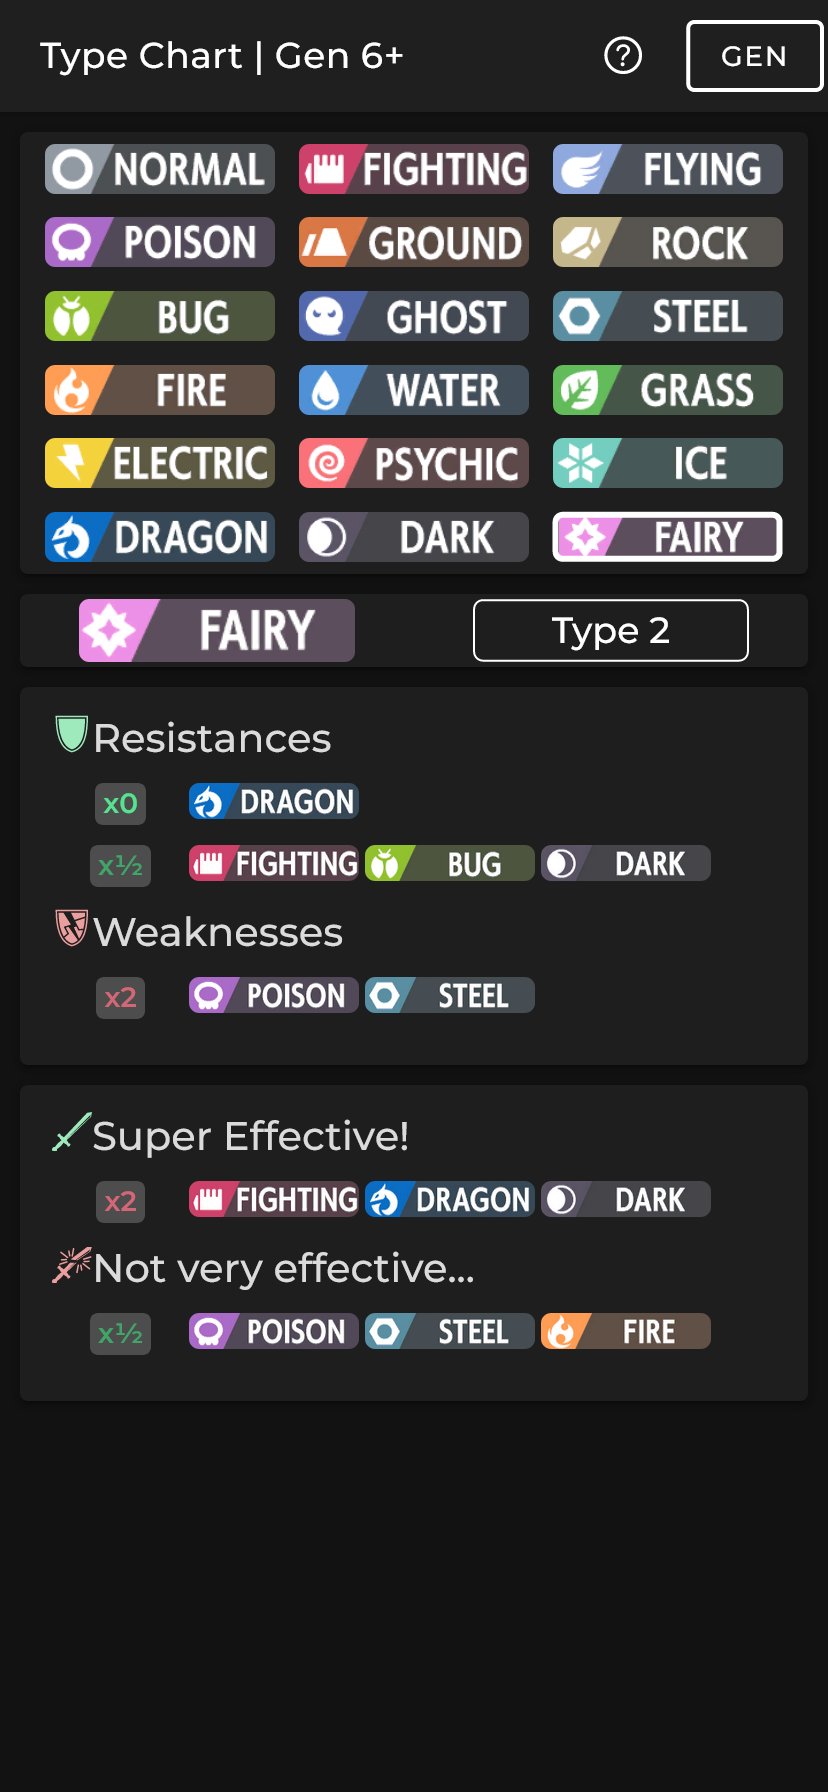 Type Chart | Gen 6+
GEN
NORMAL FIGHTING FLYING
POISON GROUND ROCK
BUG GHOST STEEL
FIRE WATER GRASS
ELECTRIC PSYCHIC ICE
DRAGON DARK FAIRY
FAIRY Type 2
Resistances
x0 DRAGON
x½ FIGHTING BUG DARK
Weaknesses
x2 POISON STEEL
Super Effective!
x2 FIGHTING DRAGON DARK
Not very effective...
x½ POISON STEEL FIRE